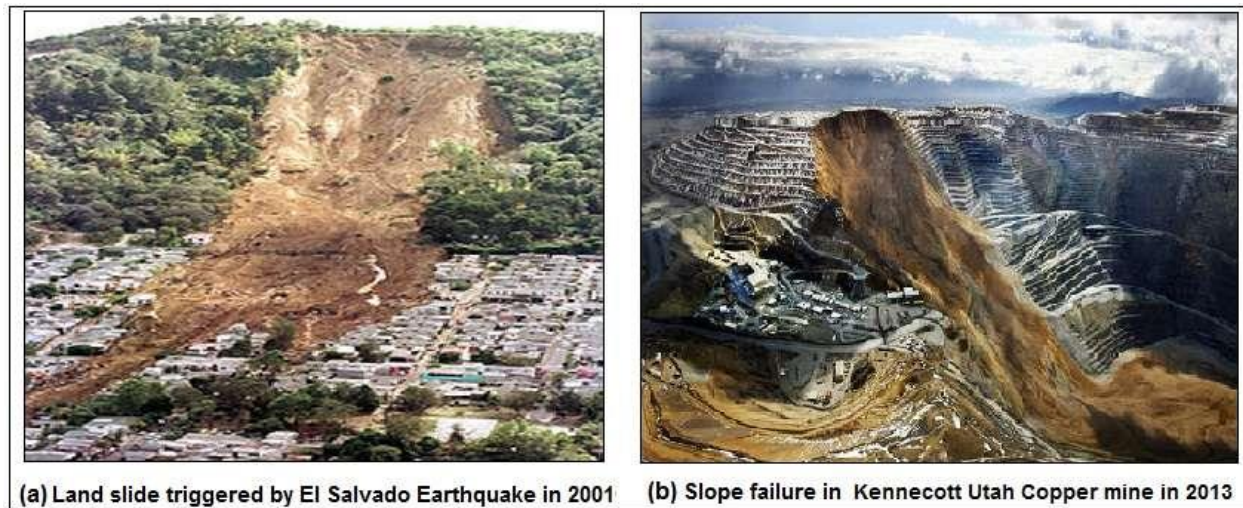 (a) Land slide triggered by El Salvado Earthquake in 2001
(b) Slope failure in Kennecott Utah Copper mine in 2013